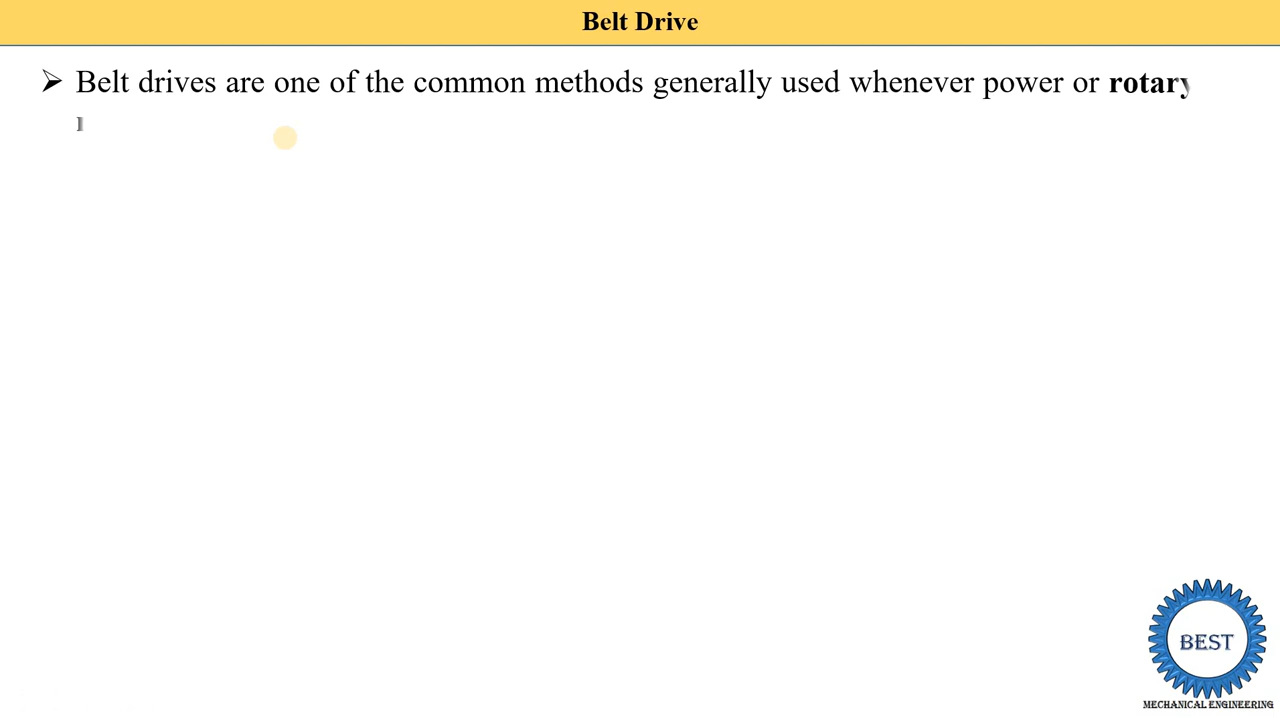 Belt Drive
➢ Belt drives are one of the common methods generally used whenever power or rotary
BEST
MECHANICAL ENGINEERING